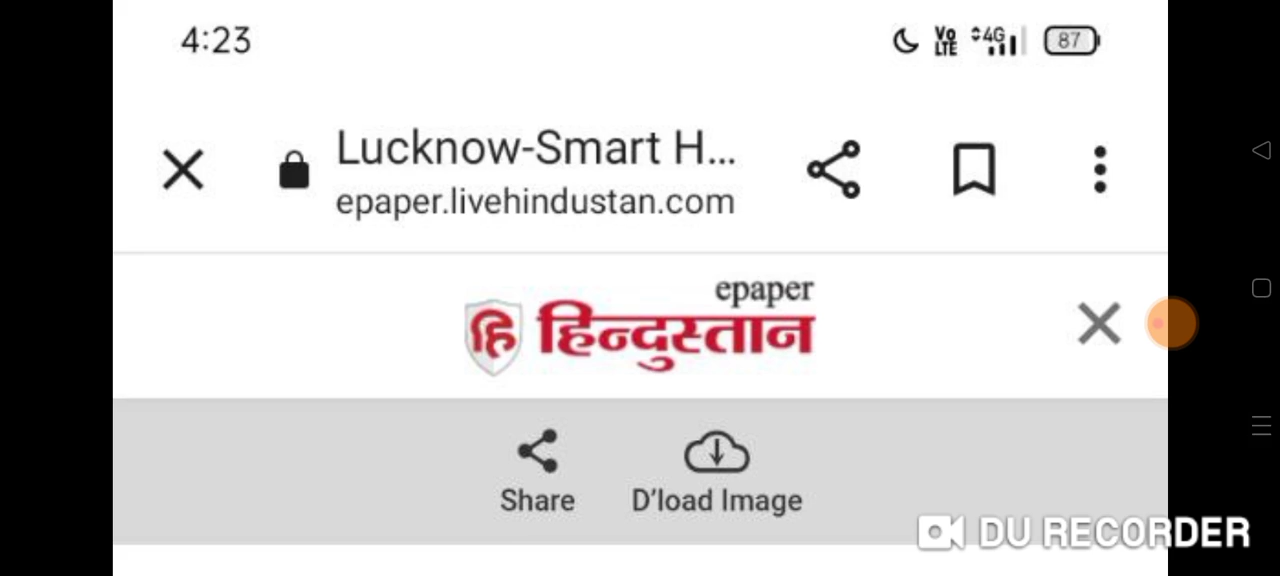 4:23
Vo LTE 4G 87
Lucknow-Smart H...
epaper.livehindustan.com
epaper
हि हिन्दुस्तान
Share D'load Image
DU RECORDER